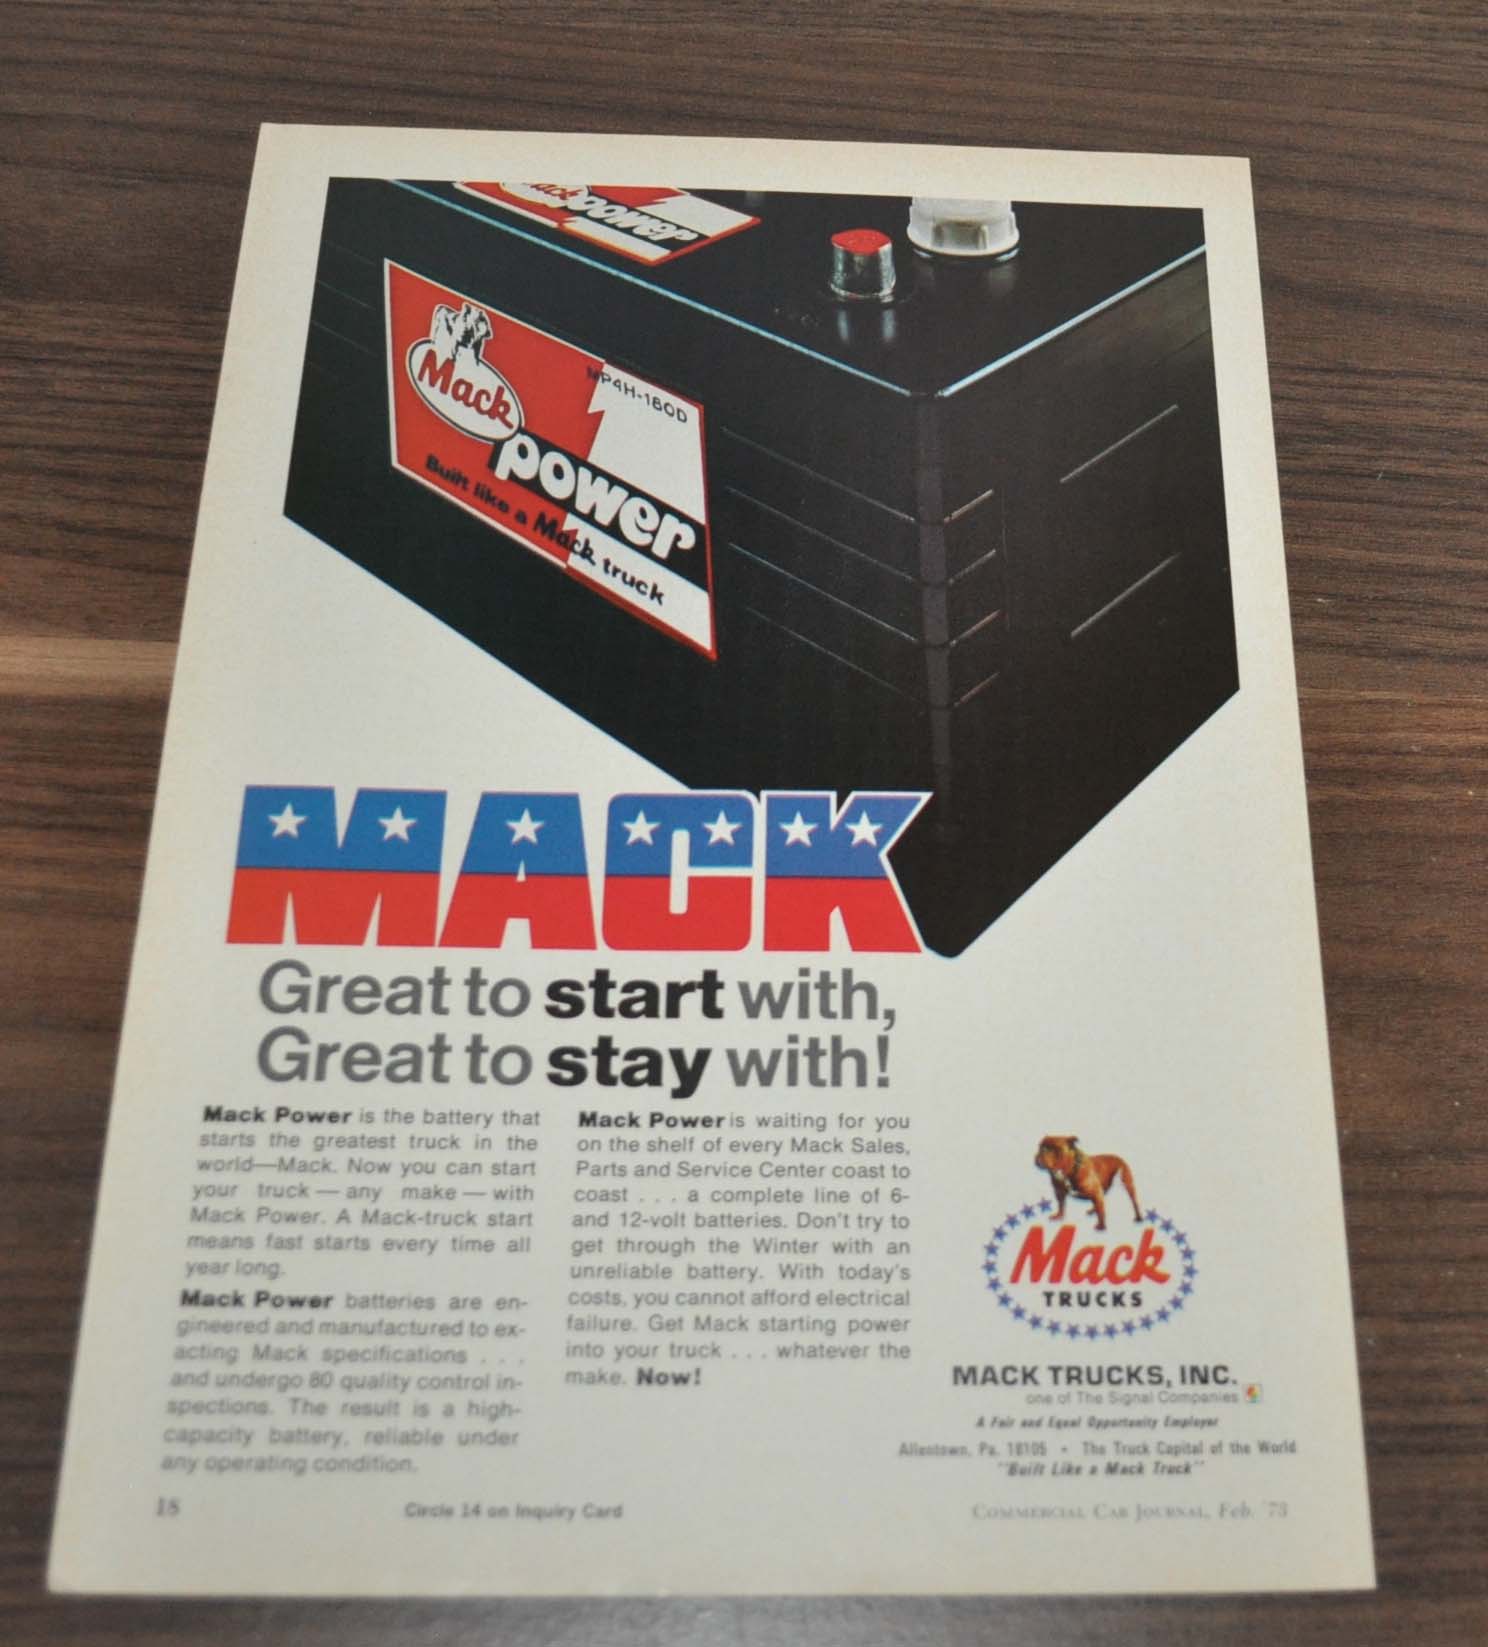 Mack power
Mack
MP4H-180D
power
Built like a Mack truck
MACK
Great to start with,
Great to stay with!
Mack Power is the battery that
starts the greatest truck in the
world—Mack. Now you can start
your truck — any make — with
Mack Power. A Mack-truck start
means fast starts every time all
year long.
Mack Power batteries are en-
gineered and manufactured to ex-
acting Mack specifications . . .
and undergo 80 quality control in-
spections. The result is a high-
capacity battery, reliable under
any operating condition.
Mack Power is waiting for you
on the shelf of every Mack Sales,
Parts and Service Center coast to
coast . . . a complete line of 6-
and 12-volt batteries. Don't try to
get through the Winter with an
unreliable battery. With today's
costs, you cannot afford electrical
failure. Get Mack starting power
into your truck . . . whatever the
make. Now!
Mack
TRUCKS
MACK TRUCKS, INC.
one of The Signal Companies
A Fair and Equal Opportunity Employer
Allentown, Pa. 18105 • The Truck Capital of the World
"Built Like a Mack Truck"
18
Circle 14 on Inquiry Card
COMMERCIAL CAR JOURNAL, Feb. '73